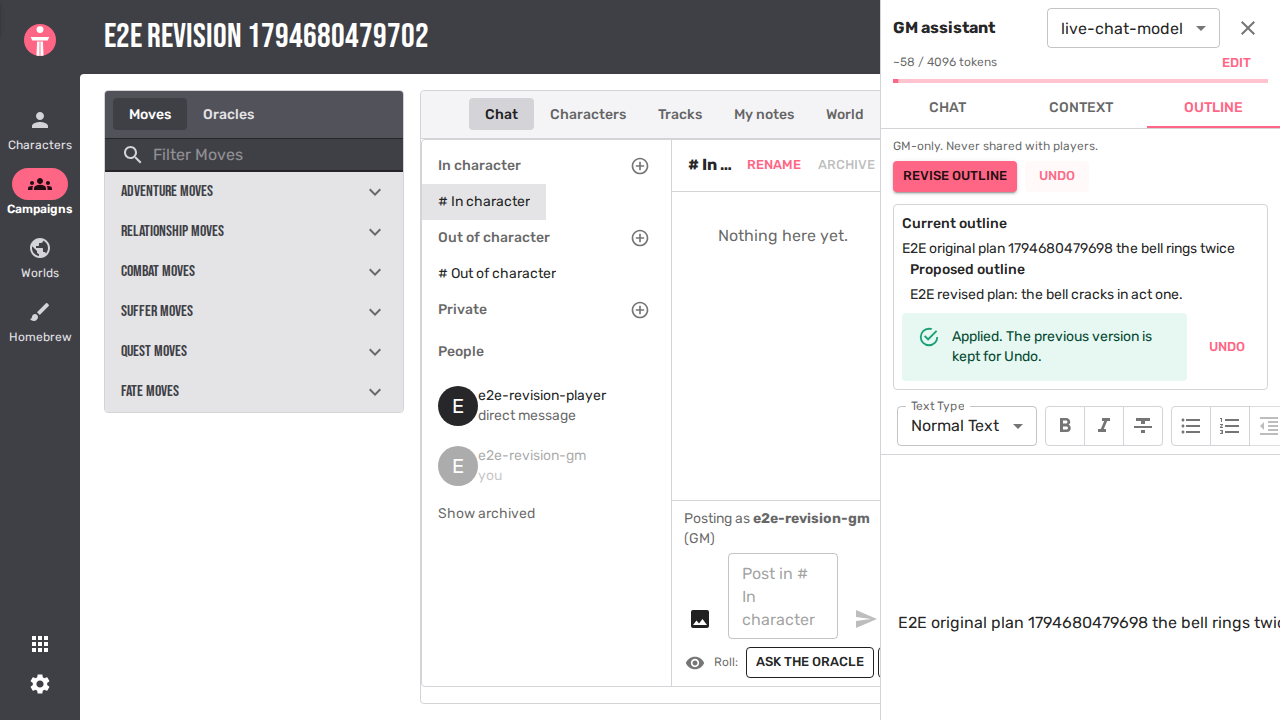 E2E REVISION 1794680479702
Characters
Campaigns
Worlds
Homebrew
Moves
Oracles
Filter Moves
ADVENTURE MOVES
RELATIONSHIP MOVES
COMBAT MOVES
SUFFER MOVES
QUEST MOVES
FATE MOVES
Chat
Characters
Tracks
My notes
World
In character
# In character
Out of character
# Out of character
Private
People
E
e2e-revision-player
direct message
E
e2e-revision-gm
you
Show archived
# In ...
RENAME
ARCHIVE
Nothing here yet.
Posting as e2e-revision-gm
(GM)
Post in #
In
character
Roll:
ASK THE ORACLE
GM assistant
live-chat-model
~58 / 4096 tokens
EDIT
CHAT
CONTEXT
OUTLINE
GM-only. Never shared with players.
REVISE OUTLINE
UNDO
Current outline
E2E original plan 1794680479698 the bell rings twice
Proposed outline
E2E revised plan: the bell cracks in act one.
Applied. The previous version is
kept for Undo.
UNDO
Text Type
Normal Text
B
I
S
E2E original plan 1794680479698 the bell rings